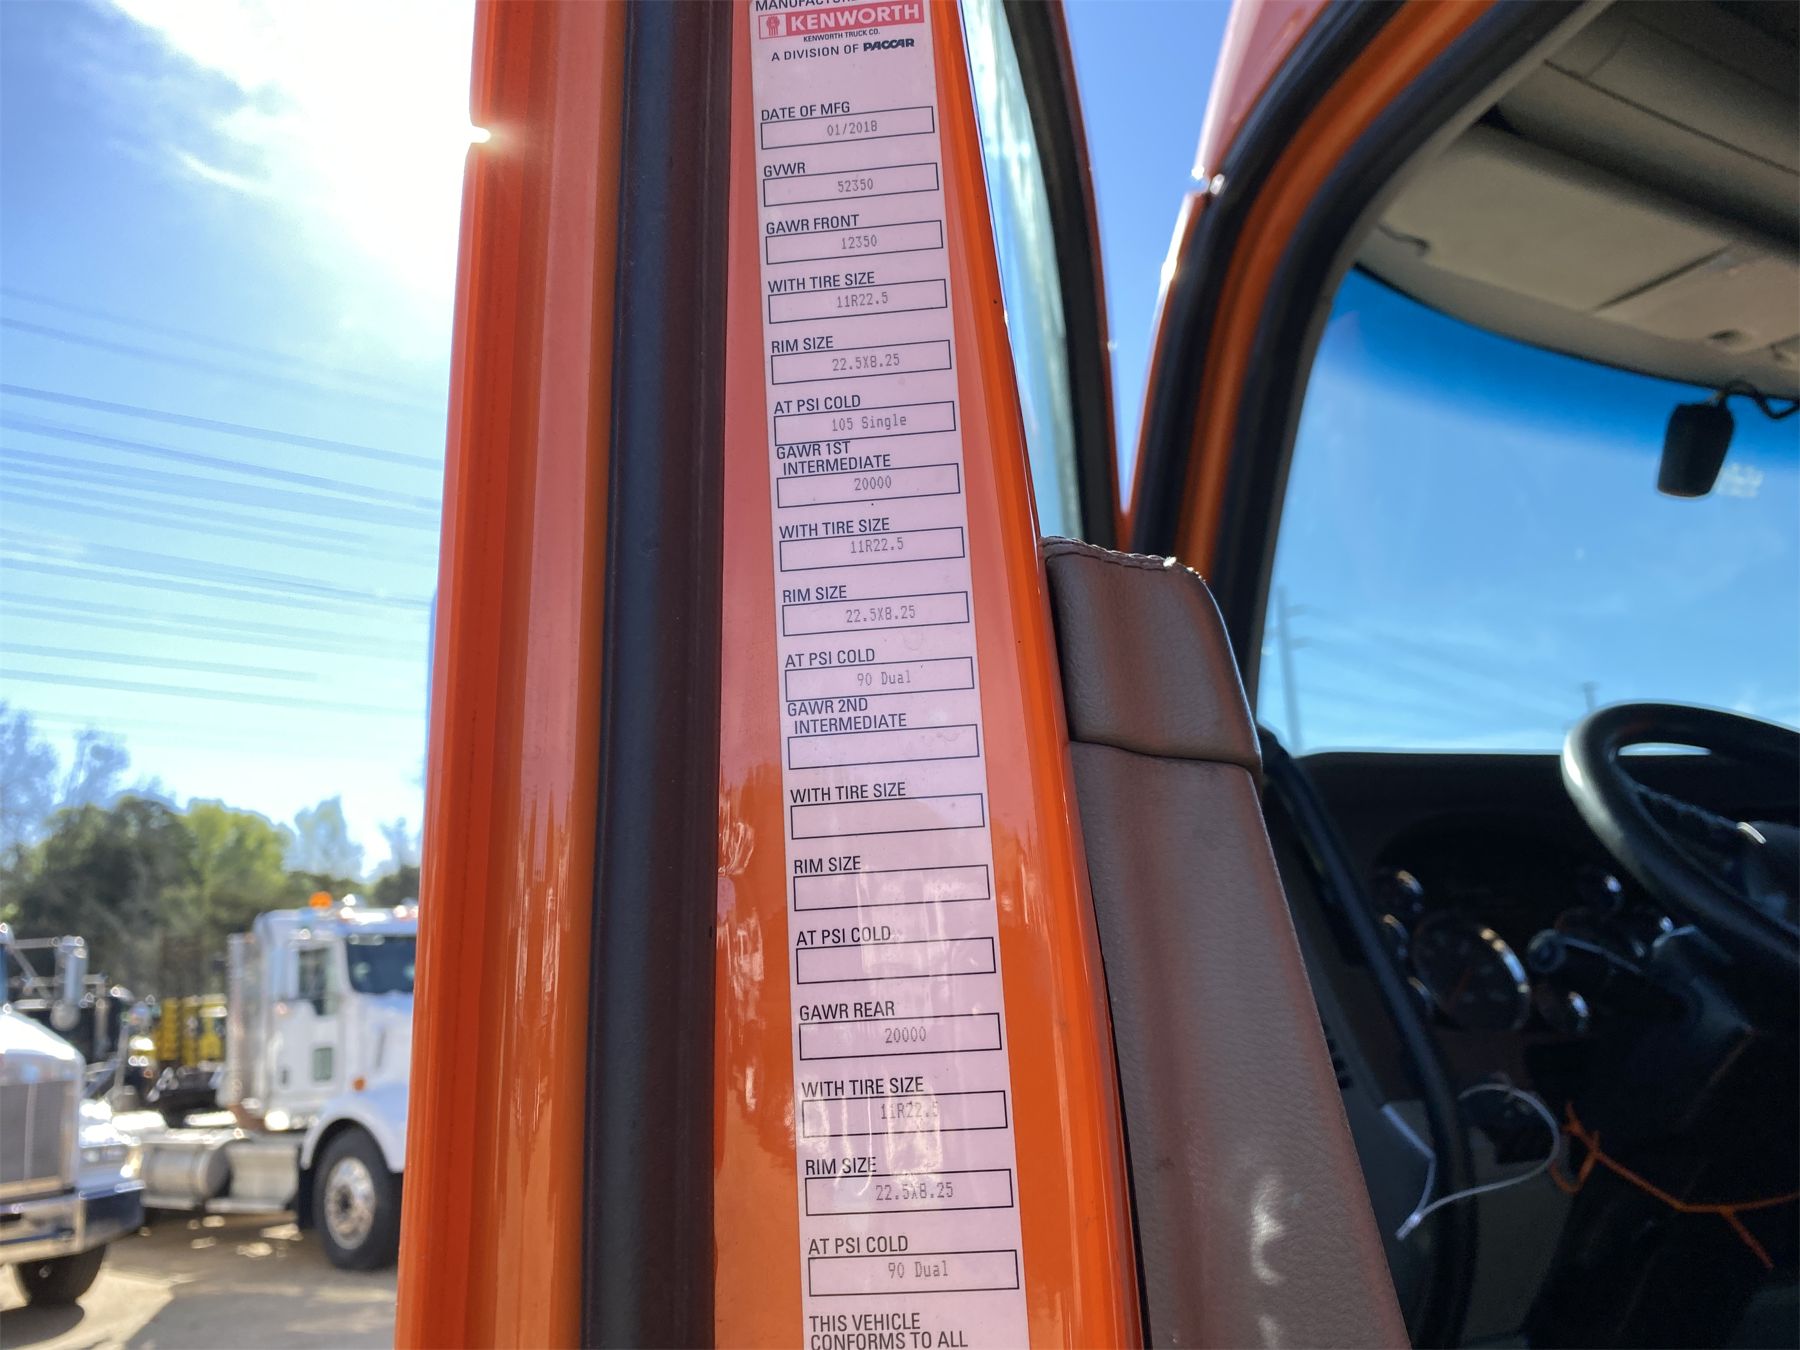 MANUFACTURED
KENWORTH
KENWORTH TRUCK CO.
A DIVISION OF PACCAR
DATE OF MFG
01/2018
GVWR
52350
GAWR FRONT
12350
WITH TIRE SIZE
11R22.5
RIM SIZE
22.5X8.25
AT PSI COLD
105 Single
GAWR 1ST
INTERMEDIATE
20000
WITH TIRE SIZE
11R22.5
RIM SIZE
22.5X8.25
AT PSI COLD
90 Dual
GAWR 2ND
INTERMEDIATE
WITH TIRE SIZE
RIM SIZE
AT PSI COLD
GAWR REAR
20000
WITH TIRE SIZE
11R22.5
RIM SIZE
22.5X8.25
AT PSI COLD
90 Dual
THIS VEHICLE
CONFORMS TO ALL